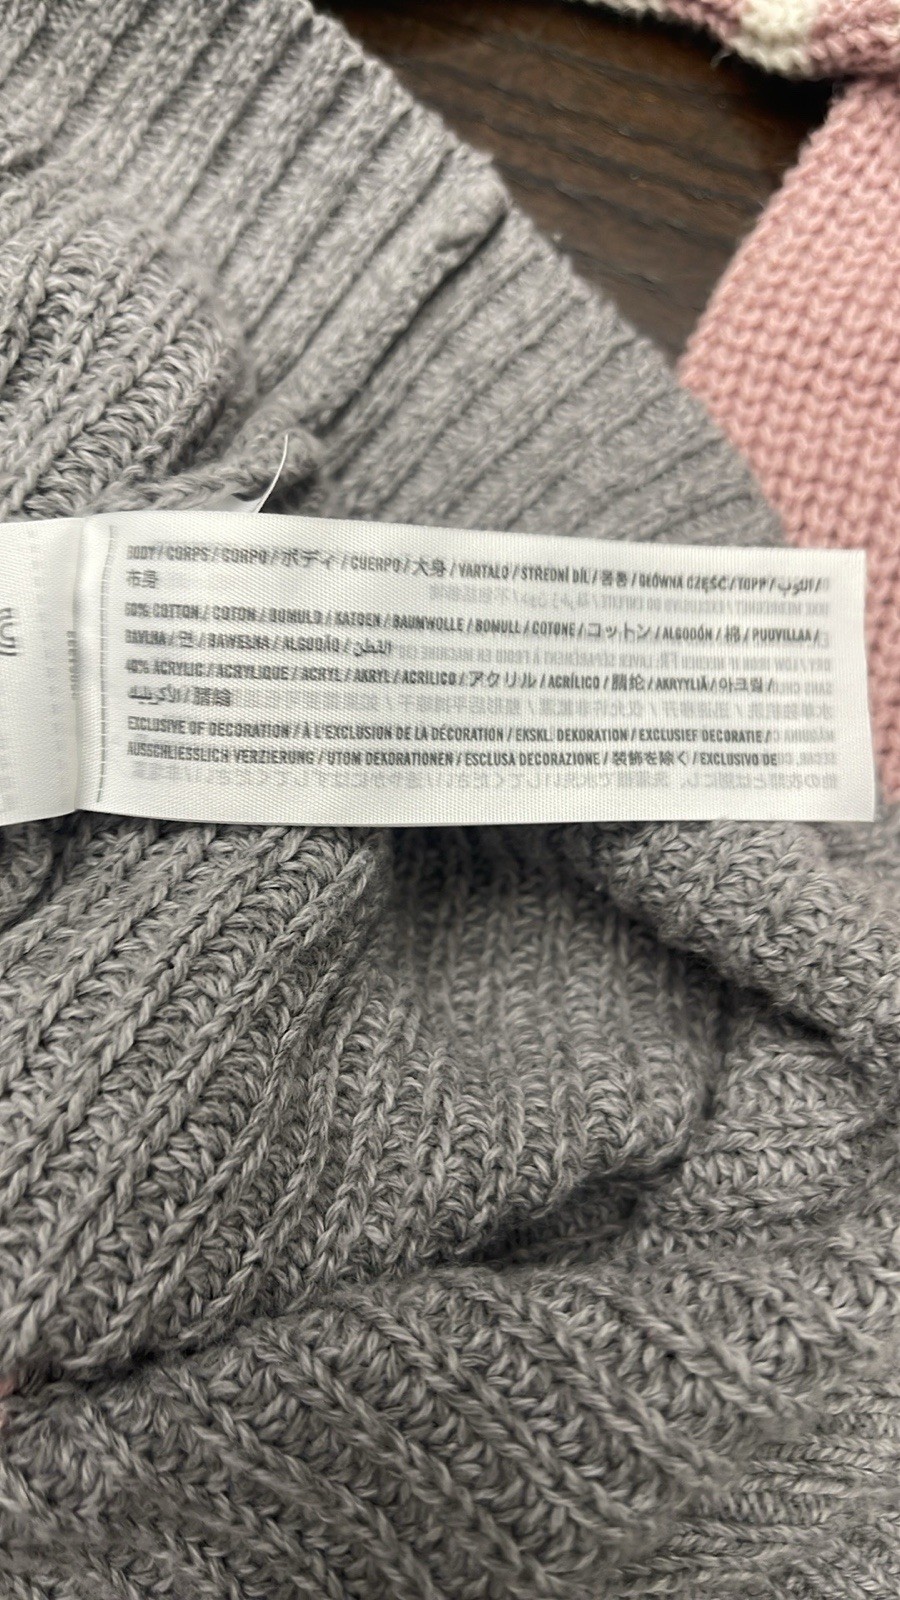 BODY / CORPS / CORPO / ボディ / CUERPO / 大身 / VARTALO / STŘEDNÍ DÍL / 몸통 / GŁÓWNA CZĘŚĆ / TOPP / الثوب /
布身
60% COTTON / COTON / BOMULD / KATOEN / BAUMWOLLE / BOMULL / COTONE / コットン / ALGODÓN / 棉 / PUUVILLAA /
BAVLNA / 면 / BAWEŁNA / ALGODÃO / القطن /
40% ACRYLIC / ACRYLIQUE / ACRYL / AKRYL / ACRILICO / アクリル / ACRÍLICO / 腈纶 / AKRYYLIÄ / 아크릴 /
الأكريليك / 腈綸
EXCLUSIVE OF DECORATION / À L'EXCLUSION DE LA DÉCORATION / EKSKL. DEKORATION / EXCLUSIEF DECORATIE /
AUSSCHLIESSLICH VERZIERUNG / UTOM DEKORATIONEN / ESCLUSA DECORAZIONE / 装飾を除く / EXCLUSIVO DE